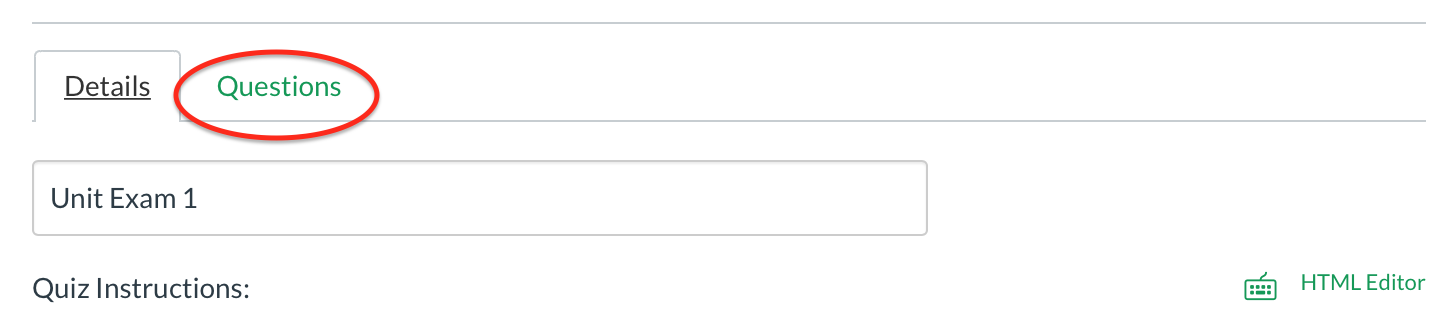 Details Questions
Unit Exam 1
Quiz Instructions: HTML Editor